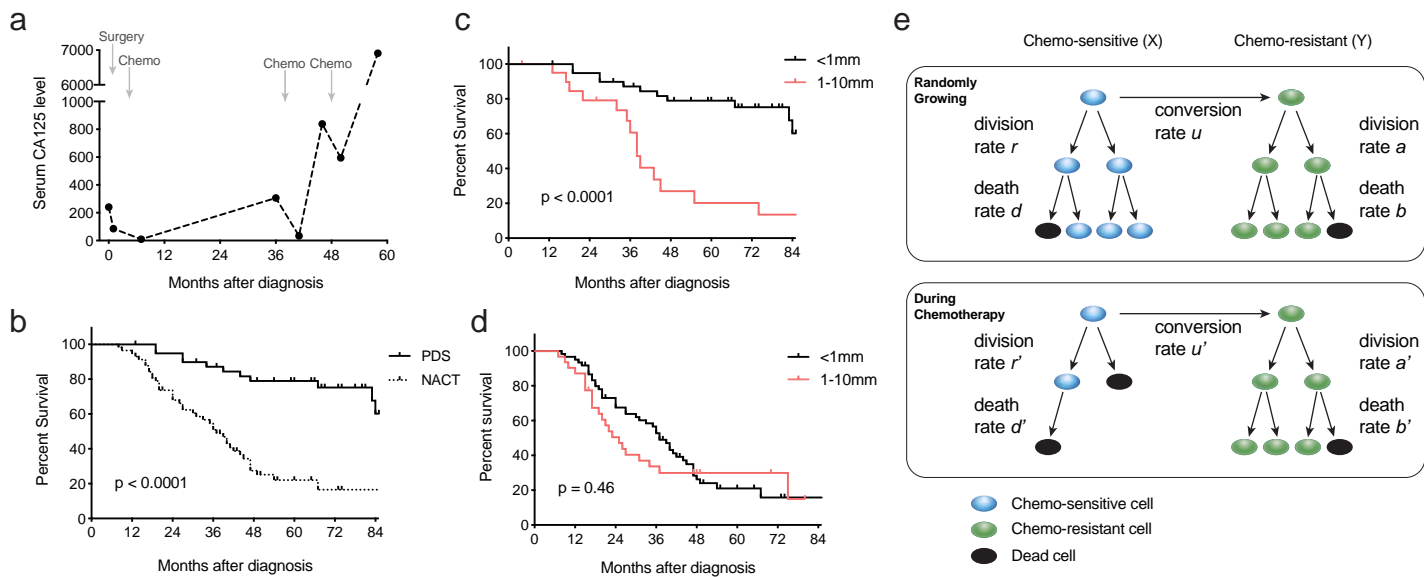 a
Surgery
Chemo
Chemo
Chemo
7000
6000
1000
800
600
400
200
0
Serum CA125 level
0 12 24 36 48 60
Months after diagnosis
b
100
80
60
40
20
0
Percent Survival
PDS
NACT
p < 0.0001
0 12 24 36 48 60 72 84
Months after diagnosis
c
100
80
60
40
20
0
Percent Survival
<1mm
1-10mm
p < 0.0001
0 12 24 36 48 60 72 84
Months after diagnosis
d
100
80
60
40
20
0
Percent survival
<1mm
1-10mm
p = 0.46
0 12 24 36 48 60 72 84
Months after diagnosis
e
Chemo-sensitive (X)
Chemo-resistant (Y)
Randomly
Growing
division
rate r
death
rate d
conversion
rate u
division
rate a
death
rate b
During
Chemotherapy
division
rate r'
death
rate d'
conversion
rate u'
division
rate a'
death
rate b'
Chemo-sensitive cell
Chemo-resistant cell
Dead cell